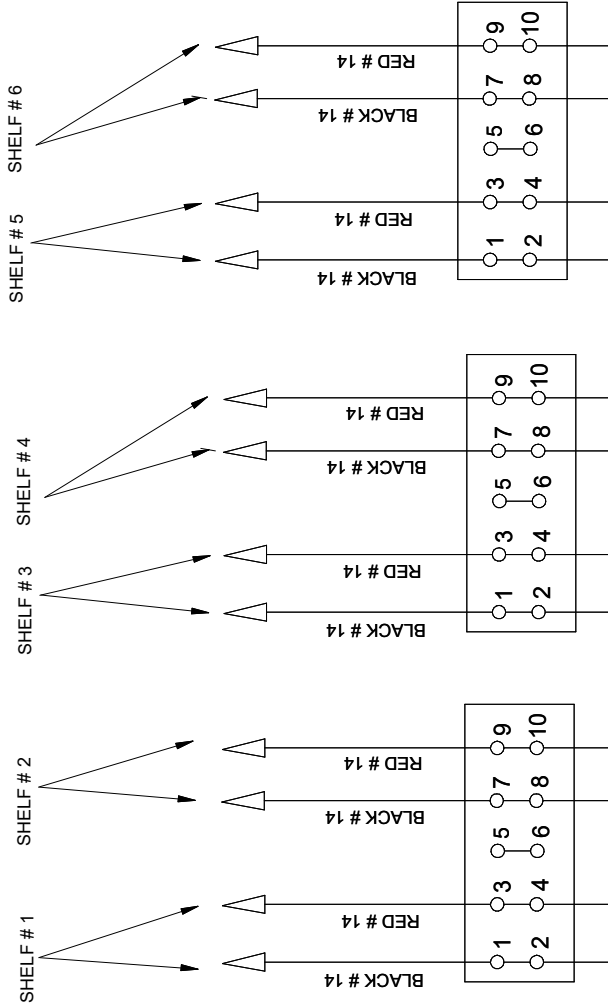 SHELF # 6
RED # 14
BLACK # 14
9
10
7
8
5
6
SHELF # 5
RED # 14
BLACK # 14
3
4
1
2
SHELF # 4
RED # 14
BLACK # 14
9
10
7
8
5
6
SHELF # 3
RED # 14
BLACK # 14
3
4
1
2
SHELF # 2
RED # 14
BLACK # 14
9
10
7
8
5
6
SHELF # 1
RED # 14
BLACK # 14
3
4
1
2